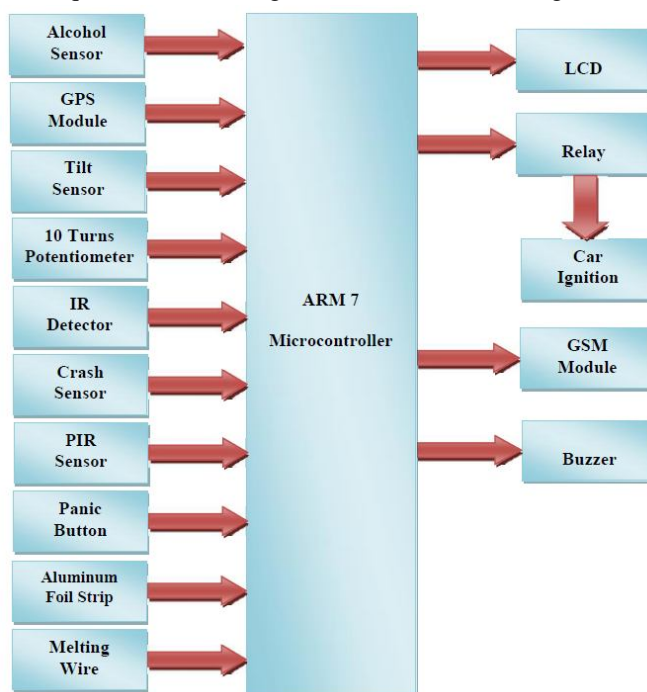 Alcohol
Sensor
GPS
Module
Tilt
Sensor
10 Turns
Potentiometer
IR
Detector
Crash
Sensor
PIR
Sensor
Panic
Button
Aluminum
Foil Strip
Melting
Wire
ARM 7
Microcontroller
LCD
Relay
Car
Ignition
GSM
Module
Buzzer